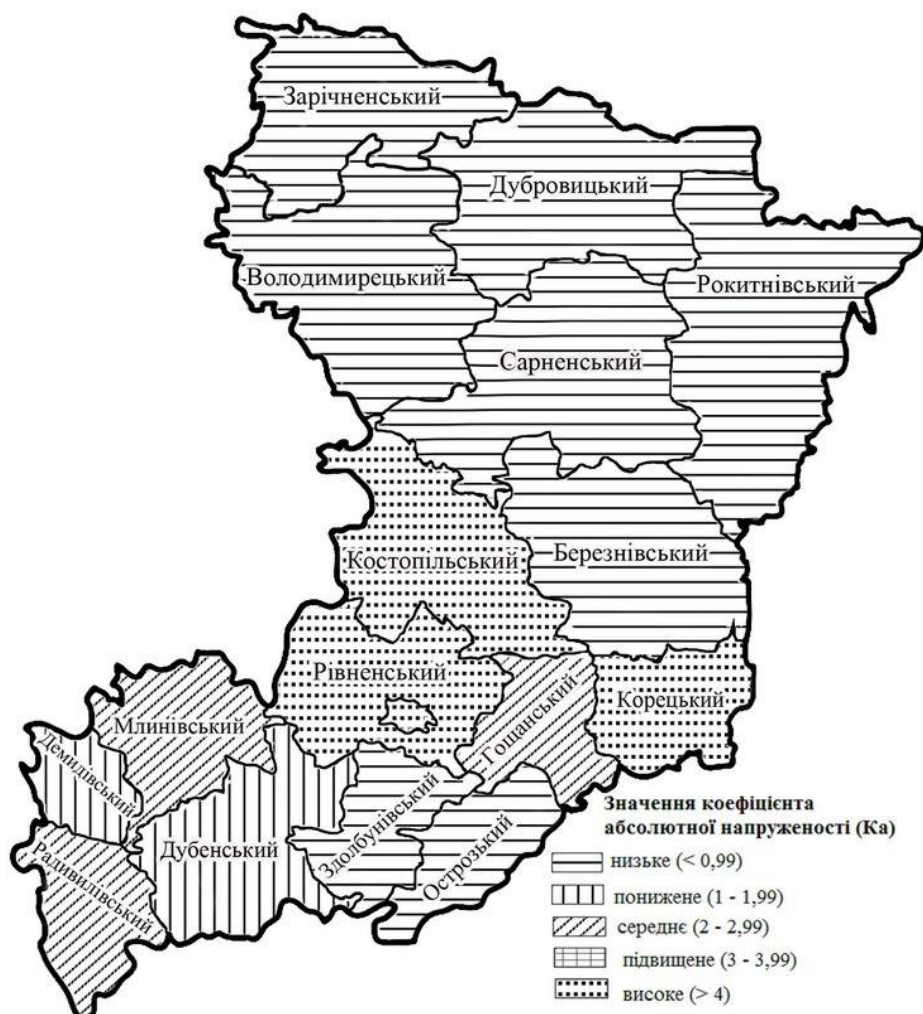 Зарічненський
Дубровицький
Володимирецький
Рокитнівський
Сарненський
Костопільський
Березнівський
Рівненський
Корецький
Гощанський
Млинівський
Демидівський
Дубенський
Здолбунівський
Острозький
Радивилівський
Значення коефіцієнта
абсолютної напруженості (Ка)
низьке (< 0,99)
понижене (1 - 1,99)
середнє (2 - 2,99)
підвищене (3 - 3,99)
високе (> 4)